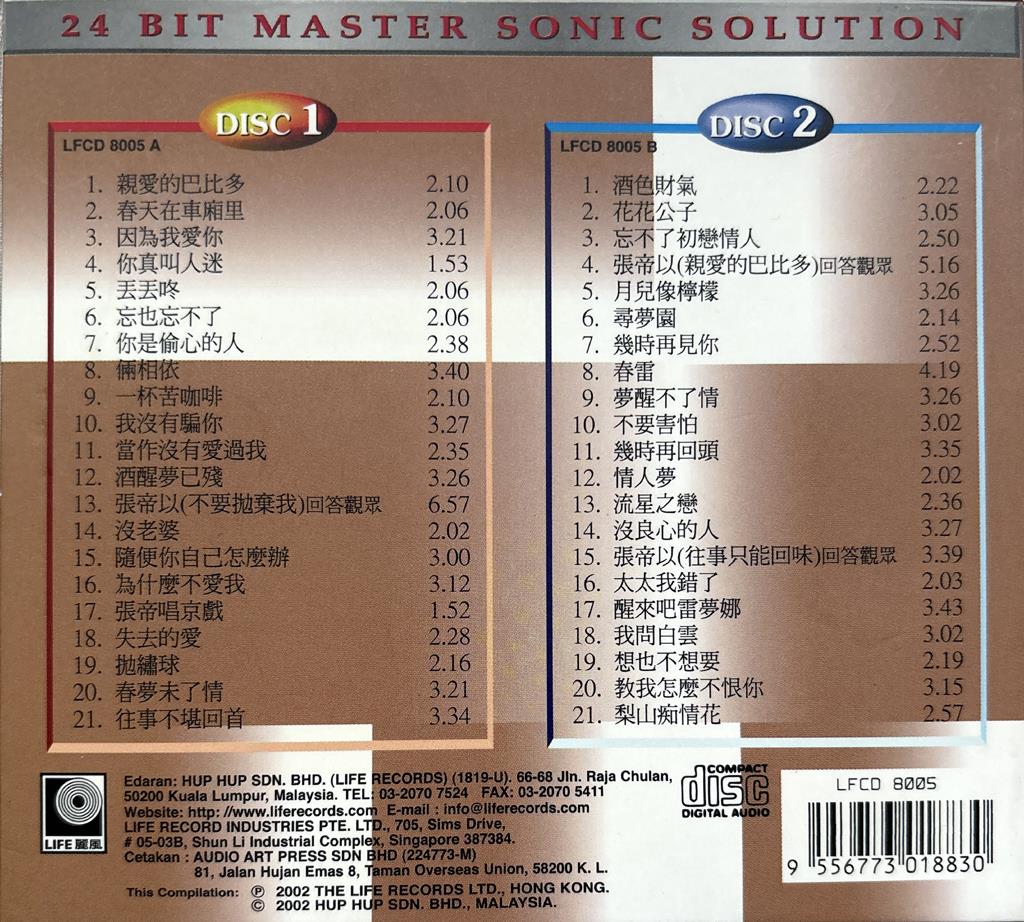 24 BIT MASTER SONIC SOLUTION
DISC 1
LFCD 8005 A
1. 親愛的巴比多 2.10
2. 春天在車廂里 2.06
3. 因為我愛你 3.21
4. 你真叫人迷 1.53
5. 丟丟咚 2.06
6. 忘也忘不了 2.06
7. 你是偷心的人 2.38
8. 倆相依 3.40
9. 一杯苦咖啡 2.10
10. 我沒有騙你 3.27
11. 當作沒有愛過我 2.35
12. 酒醒夢已殘 3.26
13. 張帝以(不要拋棄我)回答觀眾 6.57
14. 沒老婆 2.02
15. 隨便你自己怎麼辦 3.00
16. 為什麼不愛我 3.12
17. 張帝唱京戲 1.52
18. 失去的愛 2.28
19. 拋繡球 2.16
20. 春夢未了情 3.21
21. 往事不堪回首 3.34
DISC 2
LFCD 8005 B
1. 酒色財氣 2.22
2. 花花公子 3.05
3. 忘不了初戀情人 2.50
4. 張帝以(親愛的巴比多)回答觀眾 5.16
5. 月兒像檸檬 3.26
6. 尋夢園 2.14
7. 幾時再見你 2.52
8. 春雷 4.19
9. 夢醒不了情 3.26
10. 不要害怕 3.02
11. 幾時再回頭 3.35
12. 情人夢 2.02
13. 流星之戀 2.36
14. 沒良心的人 3.27
15. 張帝以(往事只能回味)回答觀眾 3.39
16. 太太我錯了 2.03
17. 醒來吧雷夢娜 3.43
18. 我問白雲 3.02
19. 想也不想要 2.19
20. 教我怎麼不恨你 3.15
21. 梨山痴情花 2.57
LIFE 麗風
Edaran: HUP HUP SDN. BHD. (LIFE RECORDS) (1819-U). 66-68 Jln. Raja Chulan,
50200 Kuala Lumpur, Malaysia. TEL: 03-2070 7524 FAX: 03-2070 5411
Website: http: //www.liferecords.com E-mail : info@liferecords.com
LIFE RECORD INDUSTRIES PTE. LTD., 705, Sims Drive,
# 05-03B, Shun Li Industrial Complex, Singapore 387384.
Cetakan : AUDIO ART PRESS SDN BHD (224773-M)
81, Jalan Hujan Emas 8, Taman Overseas Union, 58200 K. L.
This Compilation: Ⓟ 2002 THE LIFE RECORDS LTD., HONG KONG.
© 2002 HUP HUP SDN. BHD., MALAYSIA.
COMPACT
disc
DIGITAL AUDIO
LFCD 8005
9 556773 018830